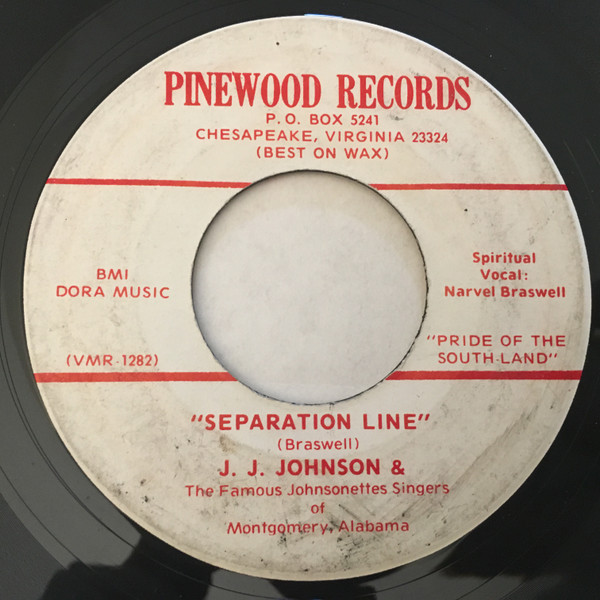 PINEWOOD RECORDS
P.O. BOX 5241
CHESAPEAKE, VIRGINIA 23324
(BEST ON WAX)
BMI
DORA MUSIC
(VMR-1282)
Spiritual
Vocal:
Narvel Braswell
"PRIDE OF THE
SOUTH-LAND"
"SEPARATION LINE"
(Braswell)
J. J. JOHNSON &
The Famous Johnsonettes Singers
of
Montgomery, Alabama